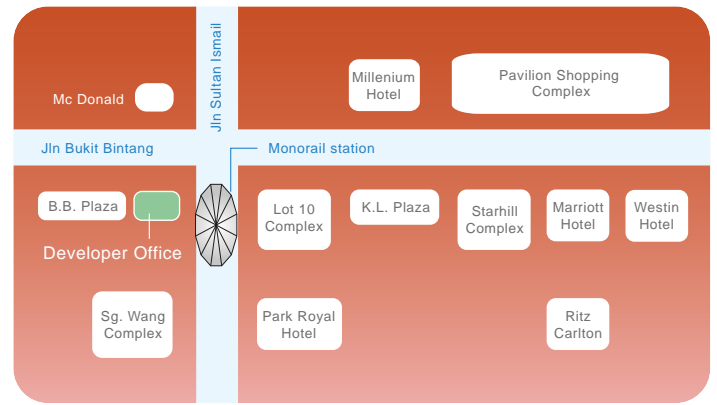 Jln Sultan Ismail
Millenium
Hotel
Pavilion Shopping
Complex
Mc Donald
Jln Bukit Bintang
Monorail station
B.B. Plaza
Developer Office
Lot 10
Complex
K.L. Plaza
Starhill
Complex
Marriott
Hotel
Westin
Hotel
Sg. Wang
Complex
Park Royal
Hotel
Ritz
Carlton